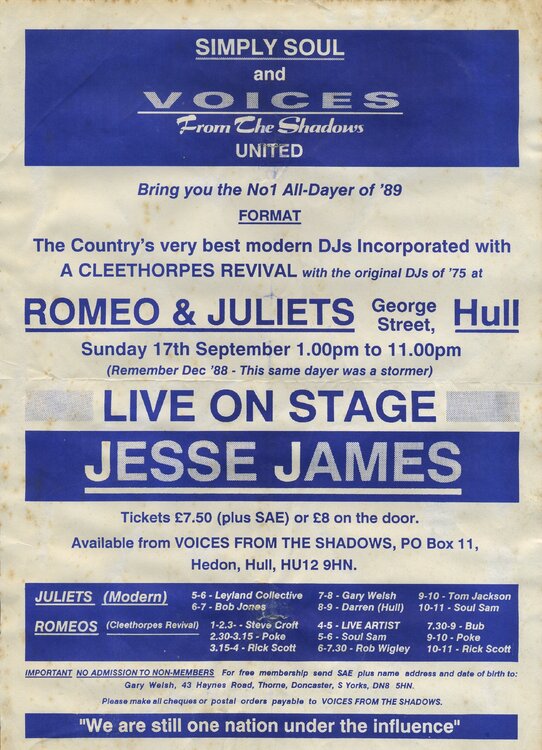 SIMPLY SOUL
and
VOICES
From The Shadows
UNITED
Bring you the No1 All-Dayer of '89
FORMAT
The Country's very best modern DJs Incorporated with
A CLEETHORPES REVIVAL with the original DJs of '75 at
ROMEO & JULIETS George Street, Hull
Sunday 17th September 1.00pm to 11.00pm
(Remember Dec '88 - This same dayer was a stormer)
LIVE ON STAGE
JESSE JAMES
Tickets £7.50 (plus SAE) or £8 on the door.
Available from VOICES FROM THE SHADOWS, PO Box 11,
Hedon, Hull, HU12 9HN.
JULIETS (Modern) 5-6 - Leyland Collective 7-8 - Gary Welsh 9-10 - Tom Jackson
6-7 - Bob Jones 8-9 - Darren (Hull) 10-11 - Soul Sam
ROMEOS (Cleethorpes Revival) 1-2.3- - Steve Croft 4-5 - LIVE ARTIST 7.30-9 - Bub
2.30-3.15 - Poke 5-6 - Soul Sam 9-10 - Poke
3.15-4 - Rick Scott 6-7.30 - Rob Wigley 10-11 - Rick Scott
IMPORTANT NO ADMISSION TO NON-MEMBERS For free membership send SAE plus name address and date of birth to:
Gary Welsh, 43 Haynes Road, Thorne, Doncaster, S Yorks, DN8 5HN.
Please make all cheques or postal orders payable to VOICES FROM THE SHADOWS.
"We are still one nation under the influence"